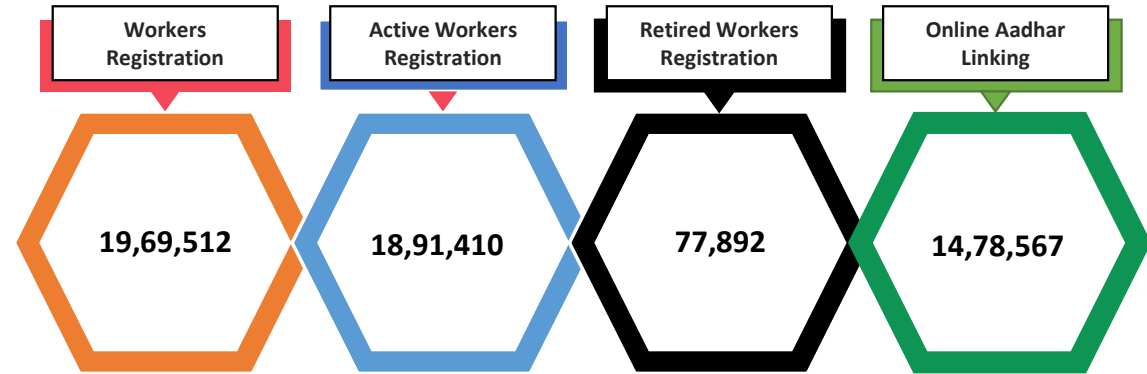 Workers
Registration
Active Workers
Registration
Retired Workers
Registration
Online Aadhar
Linking
19,69,512
18,91,410
77,892
14,78,567